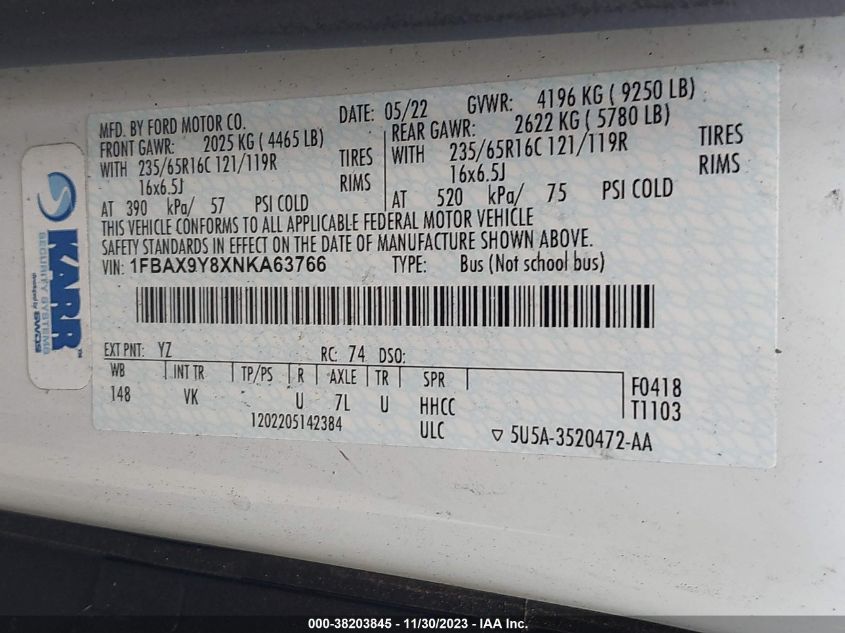 MFD. BY FORD MOTOR CO.
DATE: 05/22 GVWR: 4196 KG ( 9250 LB)
FRONT GAWR: 2025 KG ( 4465 LB)
WITH 235/65R16C 121/119R TIRES
16x6.5J RIMS
AT 390 kPa/ 57 PSI COLD
REAR GAWR: 2622 KG ( 5780 LB)
WITH 235/65R16C 121/119R TIRES
16x6.5J RIMS
AT 520 kPa/ 75 PSI COLD
THIS VEHICLE CONFORMS TO ALL APPLICABLE FEDERAL MOTOR VEHICLE
SAFETY STANDARDS IN EFFECT ON THE DATE OF MANUFACTURE SHOWN ABOVE.
VIN: 1FBAX9Y8XNKA63766 TYPE: Bus (Not school bus)
EXT PNT: YZ RC: 74 DSO:
WB INT TR TP/PS R AXLE TR SPR
148 VK U 7L U HHCC
F0418
T1103
1202205142384 ULC
5U5A-3520472-AA
KARR™
SECURITY SYSTEMS
developed by SWDS
000-38203845 - 11/30/2023 - IAA Inc.